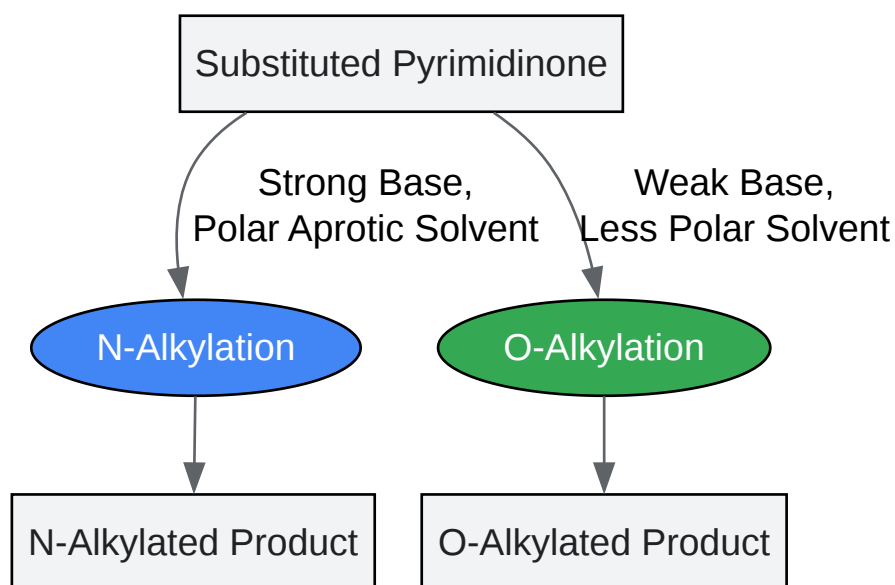 Substituted Pyrimidinone
Strong Base,
Polar Aprotic Solvent
Weak Base,
Less Polar Solvent
N-Alkylation
O-Alkylation
N-Alkylated Product
O-Alkylated Product